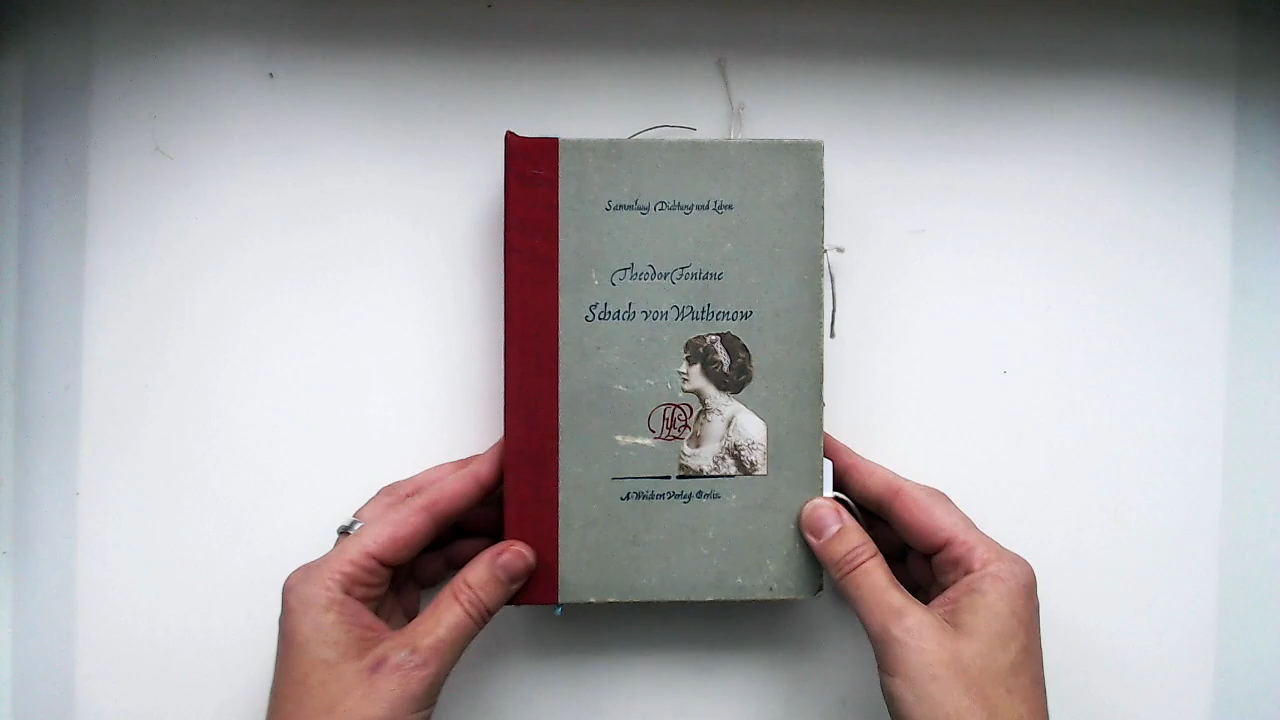 Sammlung Dichtung und Leben
Theodor Fontane
Schach von Wuthenow
A. Weichert Verlag · Berlin